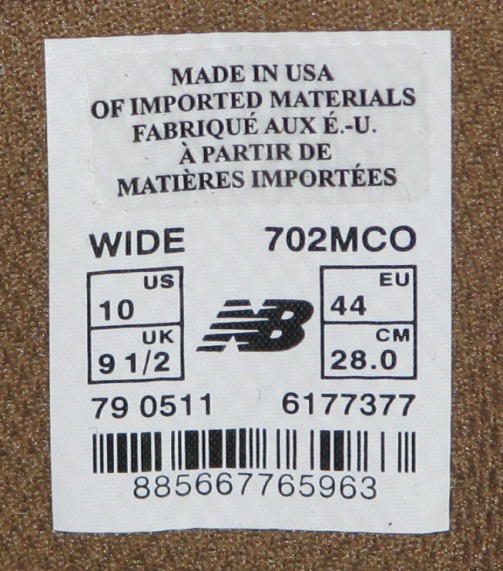 MADE IN USA
OF IMPORTED MATERIALS
FABRIQUÉ AUX É.-U.
À PARTIR DE
MATIÈRES IMPORTÉES
WIDE 702MCO
US EU
10 44
UK CM
9 1/2 28.0
NB
79 0511 6177377
885667765963